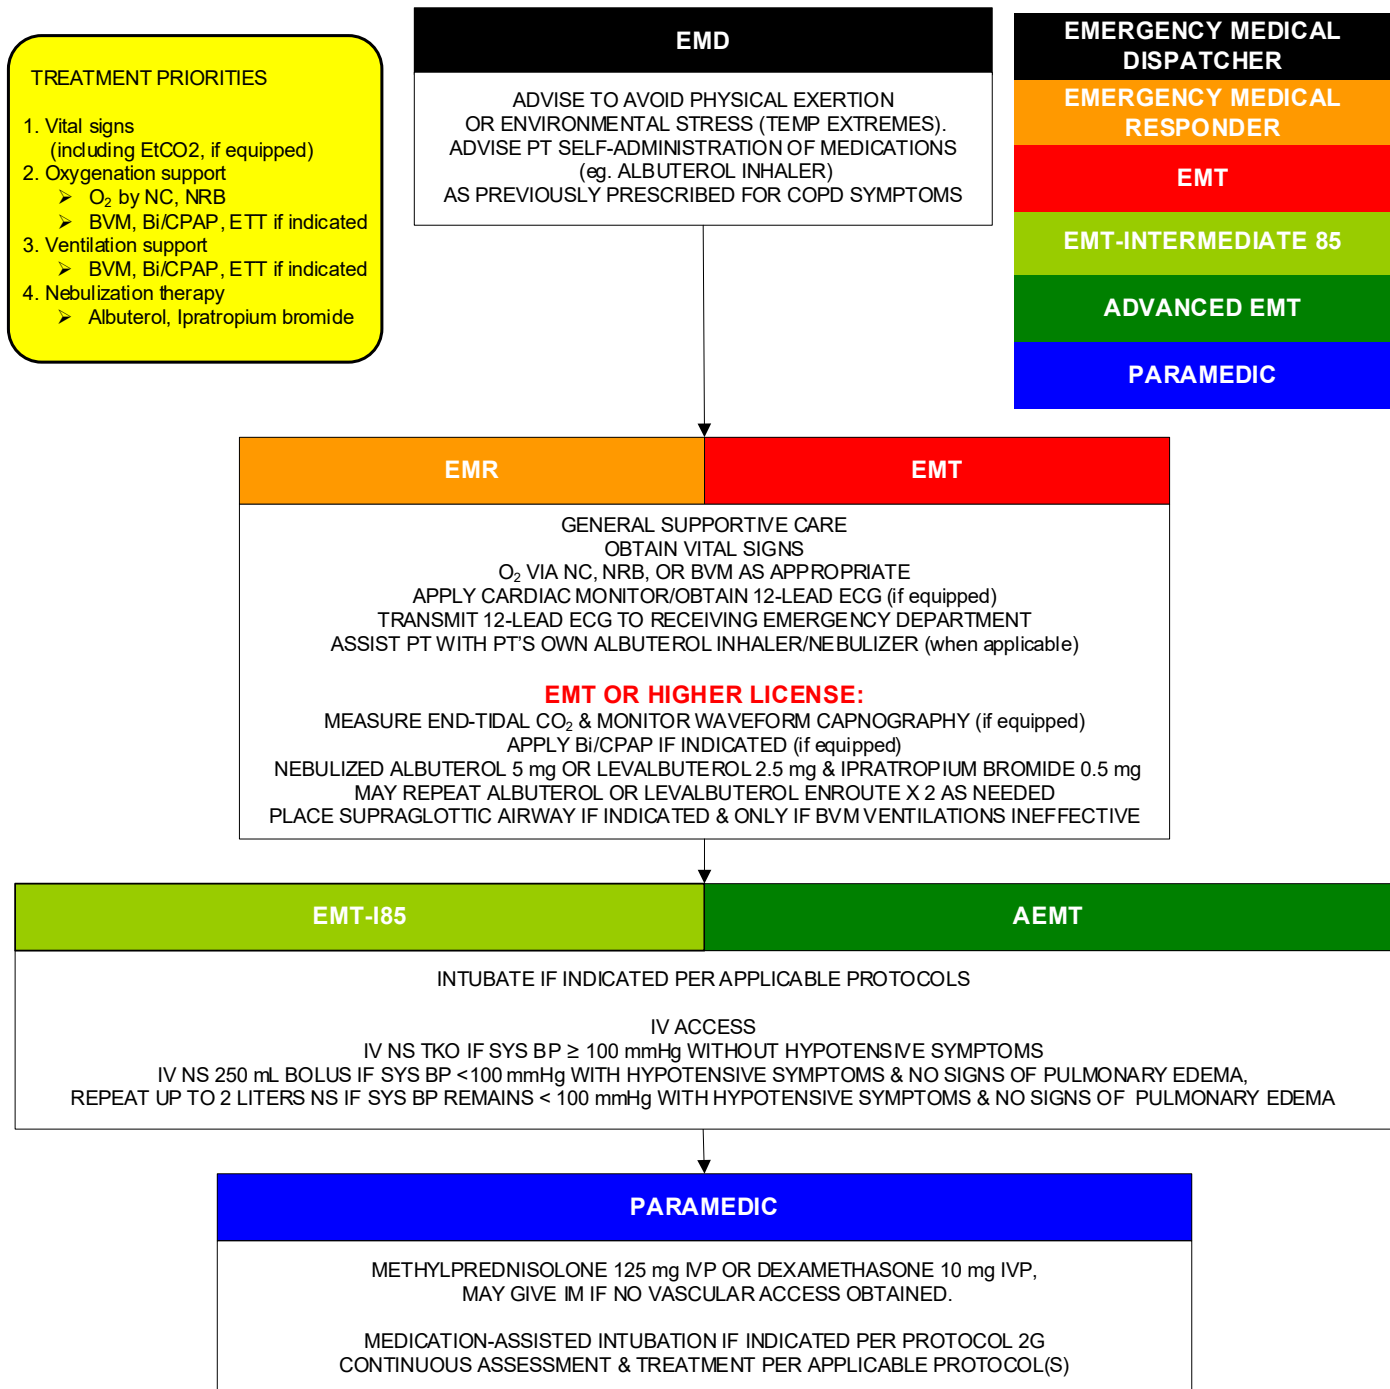 TREATMENT PRIORITIES
1. Vital signs
(including EtCO2, if equipped)
2. Oxygenation support
➢ O₂ by NC, NRB
➢ BVM, Bi/CPAP, ETT if indicated
3. Ventilation support
➢ BVM, Bi/CPAP, ETT if indicated
4. Nebulization therapy
➢ Albuterol, Ipratropium bromide
EMD
ADVISE TO AVOID PHYSICAL EXERTION
OR ENVIRONMENTAL STRESS (TEMP EXTREMES).
ADVISE PT SELF-ADMINISTRATION OF MEDICATIONS
(eg. ALBUTEROL INHALER)
AS PREVIOUSLY PRESCRIBED FOR COPD SYMPTOMS
EMERGENCY MEDICAL
DISPATCHER
EMERGENCY MEDICAL
RESPONDER
EMT
EMT-INTERMEDIATE 85
ADVANCED EMT
PARAMEDIC
EMR
EMT
GENERAL SUPPORTIVE CARE
OBTAIN VITAL SIGNS
O₂ VIA NC, NRB, OR BVM AS APPROPRIATE
APPLY CARDIAC MONITOR/OBTAIN 12-LEAD ECG (if equipped)
TRANSMIT 12-LEAD ECG TO RECEIVING EMERGENCY DEPARTMENT
ASSIST PT WITH PT'S OWN ALBUTEROL INHALER/NEBULIZER (when applicable)
EMT OR HIGHER LICENSE:
MEASURE END-TIDAL CO₂ & MONITOR WAVEFORM CAPNOGRAPHY (if equipped)
APPLY Bi/CPAP IF INDICATED (if equipped)
NEBULIZED ALBUTEROL 5 mg OR LEVALBUTEROL 2.5 mg & IPRATROPIUM BROMIDE 0.5 mg
MAY REPEAT ALBUTEROL OR LEVALBUTEROL ENROUTE X 2 AS NEEDED
PLACE SUPRAGLOTTIC AIRWAY IF INDICATED & ONLY IF BVM VENTILATIONS INEFFECTIVE
EMT-I85
AEMT
INTUBATE IF INDICATED PER APPLICABLE PROTOCOLS
IV ACCESS
IV NS TKO IF SYS BP ≥ 100 mmHg WITHOUT HYPOTENSIVE SYMPTOMS
IV NS 250 mL BOLUS IF SYS BP <100 mmHg WITH HYPOTENSIVE SYMPTOMS & NO SIGNS OF PULMONARY EDEMA,
REPEAT UP TO 2 LITERS NS IF SYS BP REMAINS < 100 mmHg WITH HYPOTENSIVE SYMPTOMS & NO SIGNS OF PULMONARY EDEMA
PARAMEDIC
METHYLPREDNISOLONE 125 mg IVP OR DEXAMETHASONE 10 mg IVP,
MAY GIVE IM IF NO VASCULAR ACCESS OBTAINED.
MEDICATION-ASSISTED INTUBATION IF INDICATED PER PROTOCOL 2G
CONTINUOUS ASSESSMENT & TREATMENT PER APPLICABLE PROTOCOL(S)